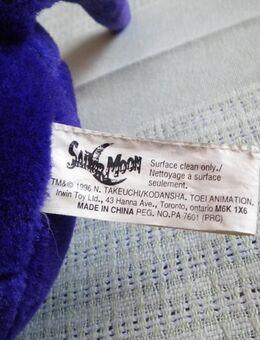 SAILOR MOON
Surface clean only./
Nettoyage à surface
seulement.
TM&© 1996 N. TAKEUCHI/KODANSHA. TOEI ANIMATION.
Irwin Toy Ltd., 43 Hanna Ave., Toronto, ontario M6K 1X6
MADE IN CHINA REG. NO.PA 7601 (PRC)